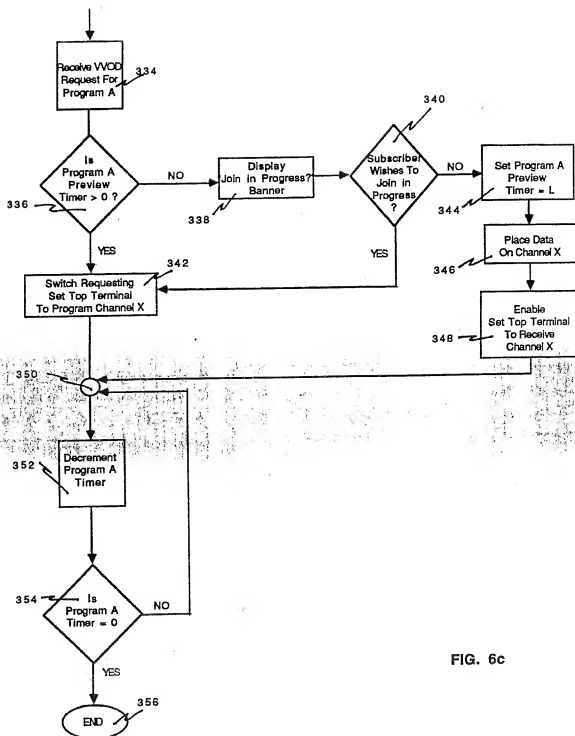 Receive VVOD
Request For
Program A
334
Is
Program A
Preview
Timer > 0 ?
336
NO
YES
Display
Join in Progress?
Banner
338
340
Subscriber
Wishes To
Join in
Progress
?
NO
YES
Set Program A
Preview
Timer = L
344
Place Data
On Channel X
346
Enable
Set Top Terminal
To Receive
Channel X
348
342
Switch Requesting
Set Top Terminal
To Program Channel X
350
352
Decrement
Program A
Timer
354
Is
Program A
Timer = 0
NO
YES
END
356
FIG. 6c